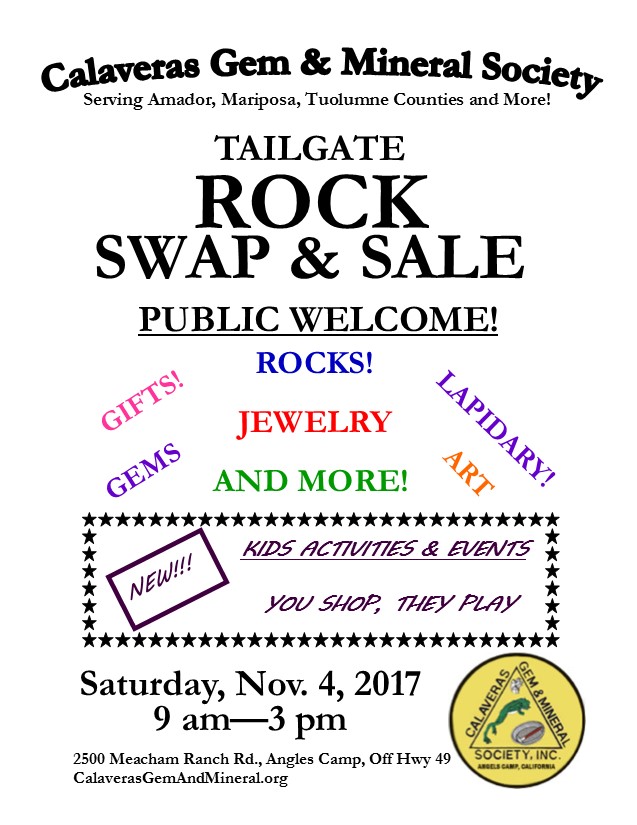 Calaveras Gem & Mineral Society
Serving Amador, Mariposa, Tuolumne Counties and More!
TAILGATE
ROCK
SWAP & SALE
PUBLIC WELCOME!
ROCKS!
GIFTS!
LAPIDARY!
JEWELRY
GEMS
ART
AND MORE!
NEW!!!
KIDS ACTIVITIES & EVENTS
YOU SHOP, THEY PLAY
Saturday, Nov. 4, 2017
9 am—3 pm
2500 Meacham Ranch Rd., Angles Camp, Off Hwy 49
CalaverasGemAndMineral.org
CALAVERAS
GEM & MINERAL
SOCIETY, INC.
ANGELS CAMP, CALIFORNIA